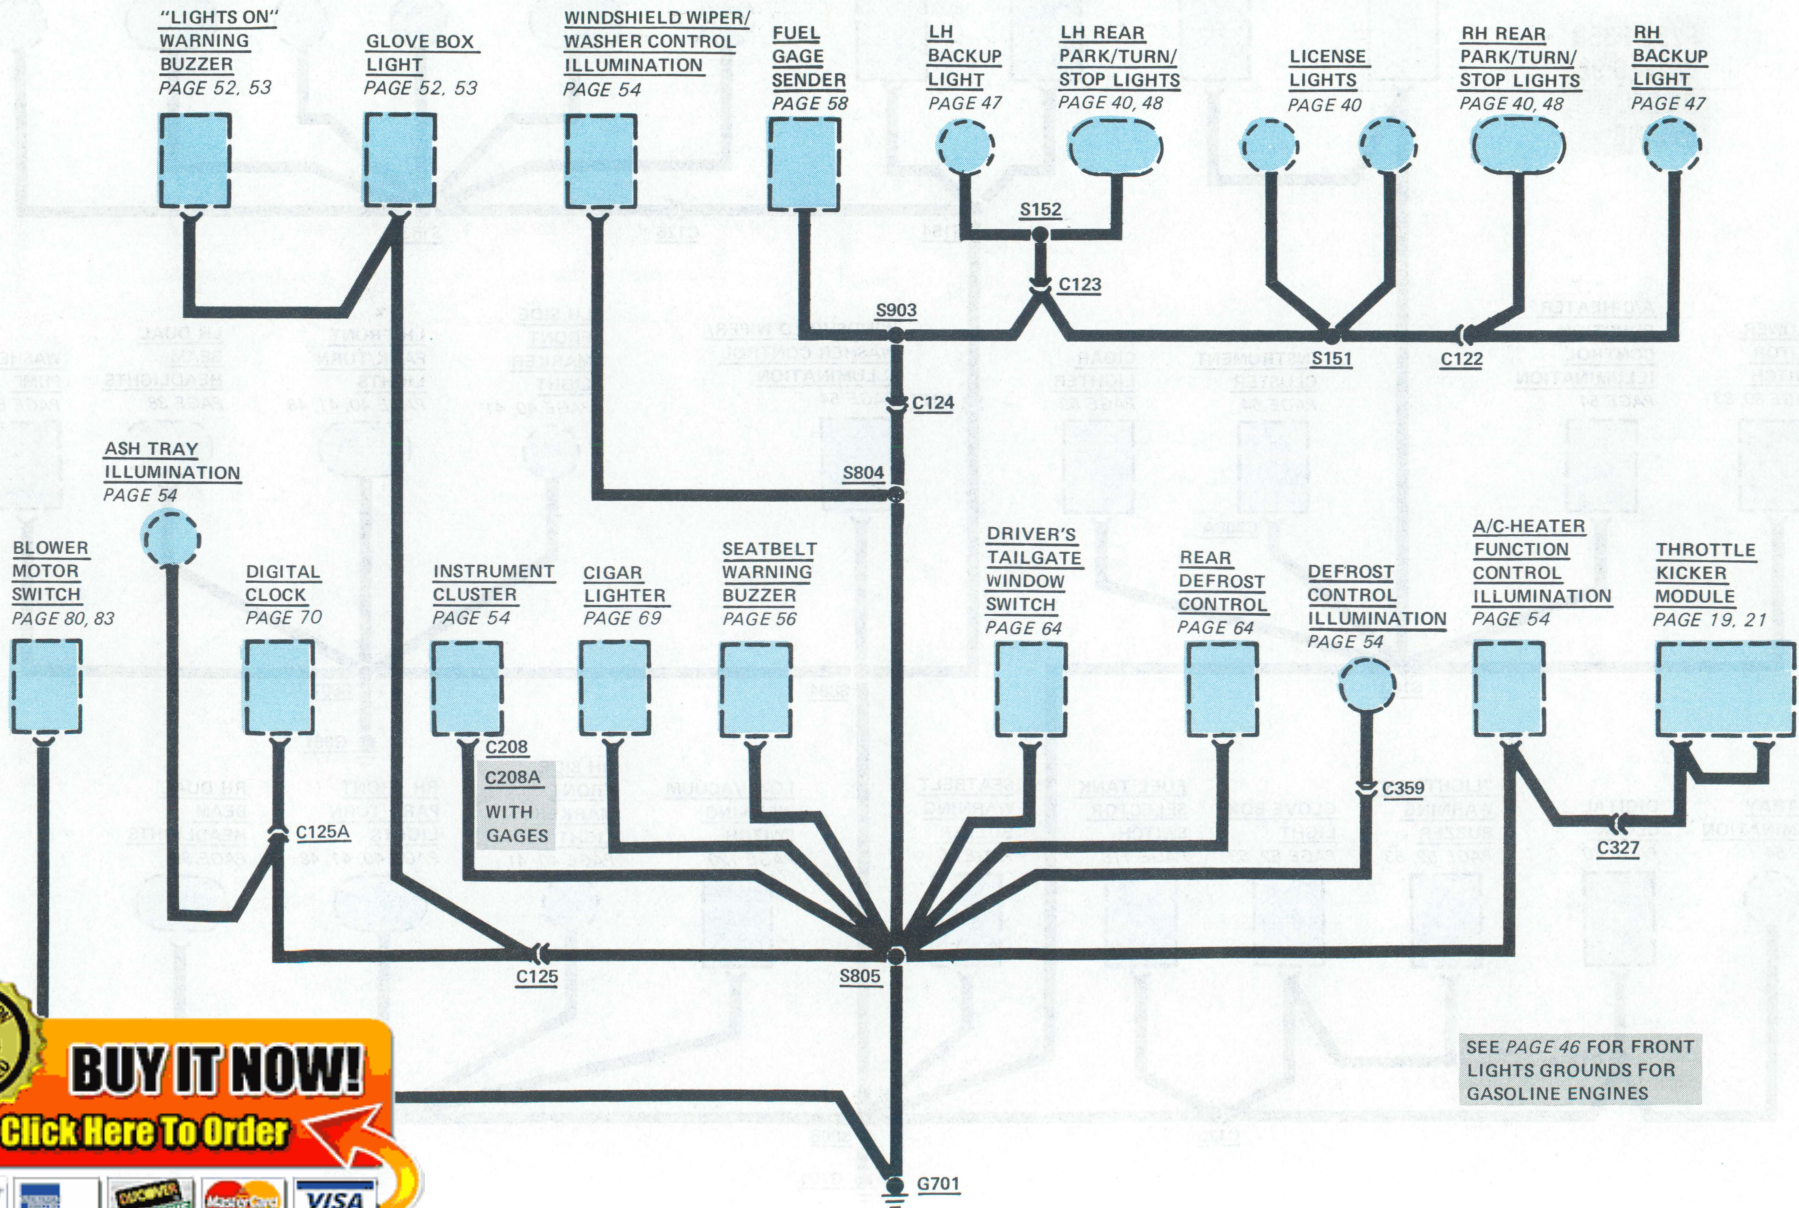 "LIGHTS ON"
WARNING
BUZZER
PAGE 52, 53
GLOVE BOX
LIGHT
PAGE 52, 53
WINDSHIELD WIPER/
WASHER CONTROL
ILLUMINATION
PAGE 54
FUEL
GAGE
SENDER
PAGE 58
LH
BACKUP
LIGHT
PAGE 47
LH REAR
PARK/TURN/
STOP LIGHTS
PAGE 40, 48
LICENSE
LIGHTS
PAGE 40
RH REAR
PARK/TURN/
STOP LIGHTS
PAGE 40, 48
RH
BACKUP
LIGHT
PAGE 47
S152
C123
S903
S151
C122
C124
S804
ASH TRAY
ILLUMINATION
PAGE 54
BLOWER
MOTOR
SWITCH
PAGE 80, 83
DIGITAL
CLOCK
PAGE 70
INSTRUMENT
CLUSTER
PAGE 54
CIGAR
LIGHTER
PAGE 69
SEATBELT
WARNING
BUZZER
PAGE 56
DRIVER'S
TAILGATE
WINDOW
SWITCH
PAGE 64
REAR
DEFROST
CONTROL
PAGE 64
DEFROST
CONTROL
ILLUMINATION
PAGE 54
A/C-HEATER
FUNCTION
CONTROL
ILLUMINATION
PAGE 54
THROTTLE
KICKER
MODULE
PAGE 19, 21
C208
C208A
WITH
GAGES
C125A
C359
C327
C125
S805
SEE PAGE 46 FOR FRONT
LIGHTS GROUNDS FOR
GASOLINE ENGINES
BUY IT NOW!
Click Here To Order
DISCOVER
MasterCard
VISA
G701